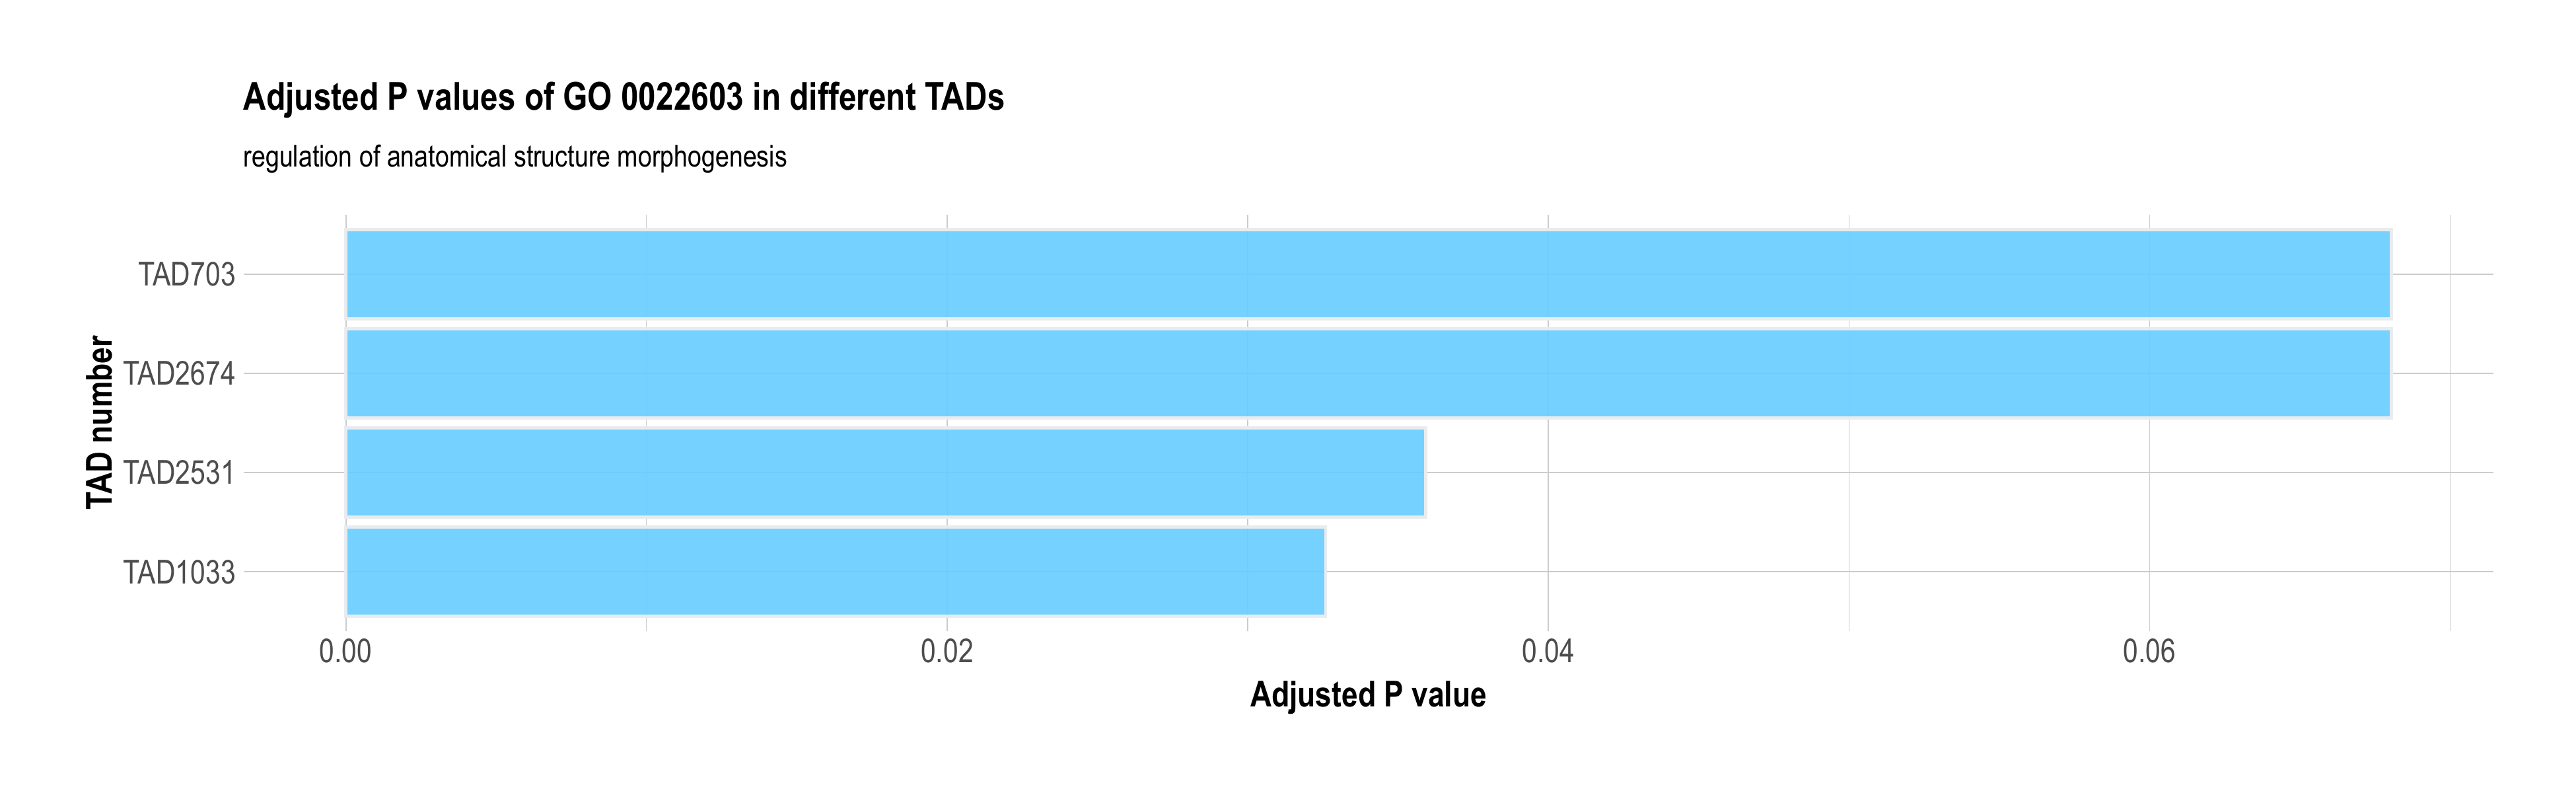 Adjusted P values of GO 0022603 in different TADs
regulation of anatomical structure morphogenesis
TAD number
TAD703
TAD2674
TAD2531
TAD1033
0.00 0.02 0.04 0.06
Adjusted P value